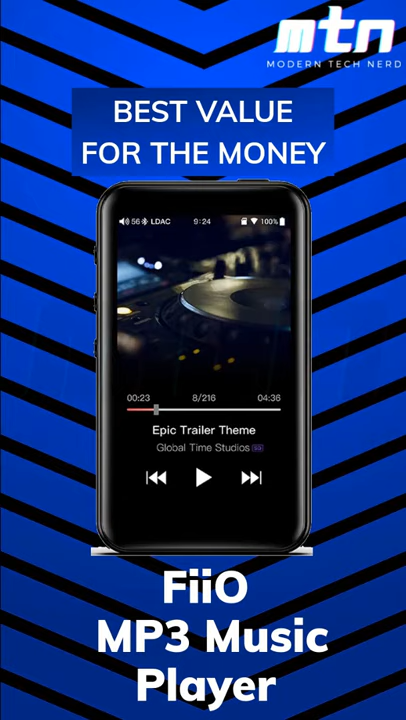 mtn
MODERN TECH NERD
BEST VALUE
FOR THE MONEY
56 LDAC 9:24 100%
00:23 8/216 04:36
Epic Trailer Theme
Global Time Studios
FiiO
MP3 Music
Player